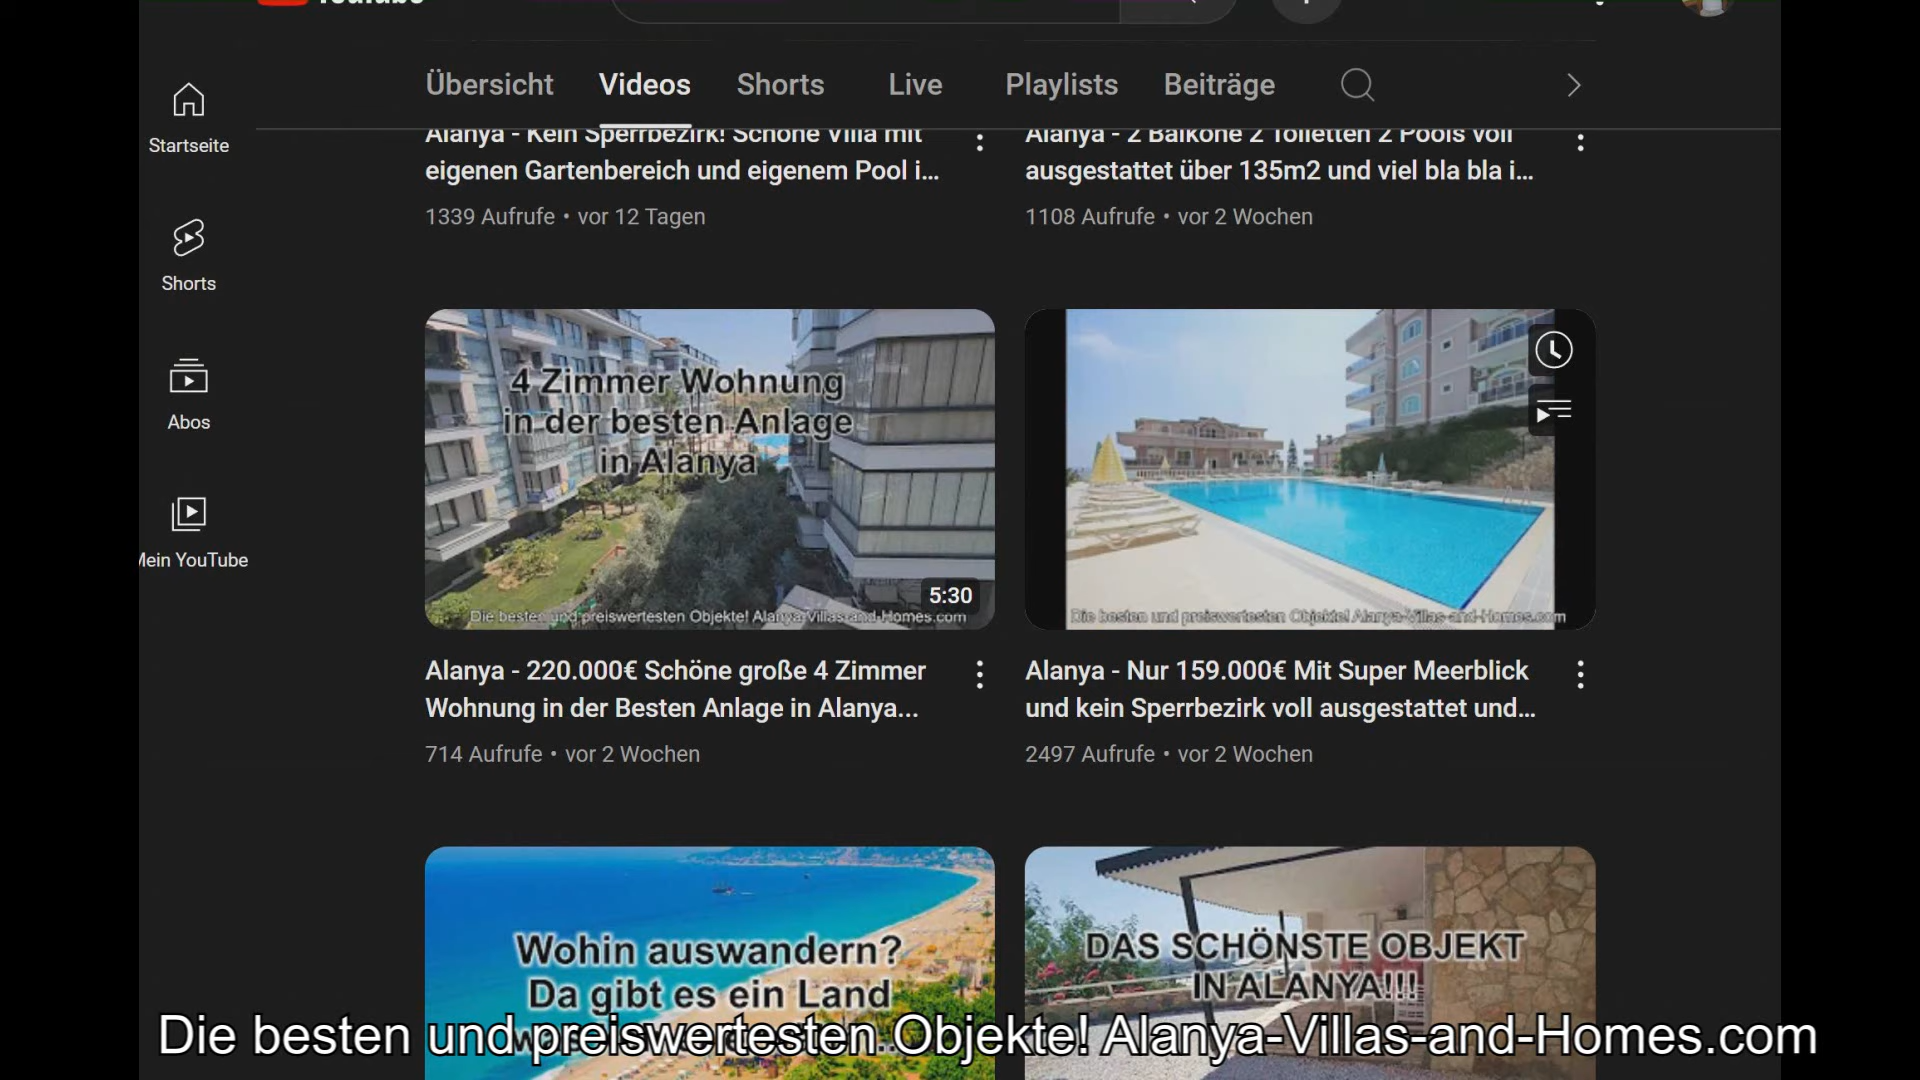 YouTube
Übersicht Videos Shorts Live Playlists Beiträge
Startseite
Shorts
Abos
Mein YouTube
Alanya - Kein Sperrbezirk! Schöne Villa mit
eigenen Gartenbereich und eigenem Pool i...
1339 Aufrufe • vor 12 Tagen
Alanya - 2 Balkone 2 Toiletten 2 Pools voll
ausgestattet über 135m2 und viel bla bla i...
1108 Aufrufe • vor 2 Wochen
4 Zimmer Wohnung
in der besten Anlage
in Alanya
5:30
Die besten und preiswertesten Objekte! Alanya-Villas-and-Homes.com
Alanya - 220.000€ Schöne große 4 Zimmer
Wohnung in der Besten Anlage in Alanya...
714 Aufrufe • vor 2 Wochen
Die besten und preiswertesten Objekte! Alanya-Villas-and-Homes.com
Alanya - Nur 159.000€ Mit Super Meerblick
und kein Sperrbezirk voll ausgestattet und...
2497 Aufrufe • vor 2 Wochen
Wohin auswandern?
Da gibt es ein Land
DAS SCHÖNSTE OBJEKT
IN ALANYA!!!
Die besten und preiswertesten Objekte! Alanya-Villas-and-Homes.com